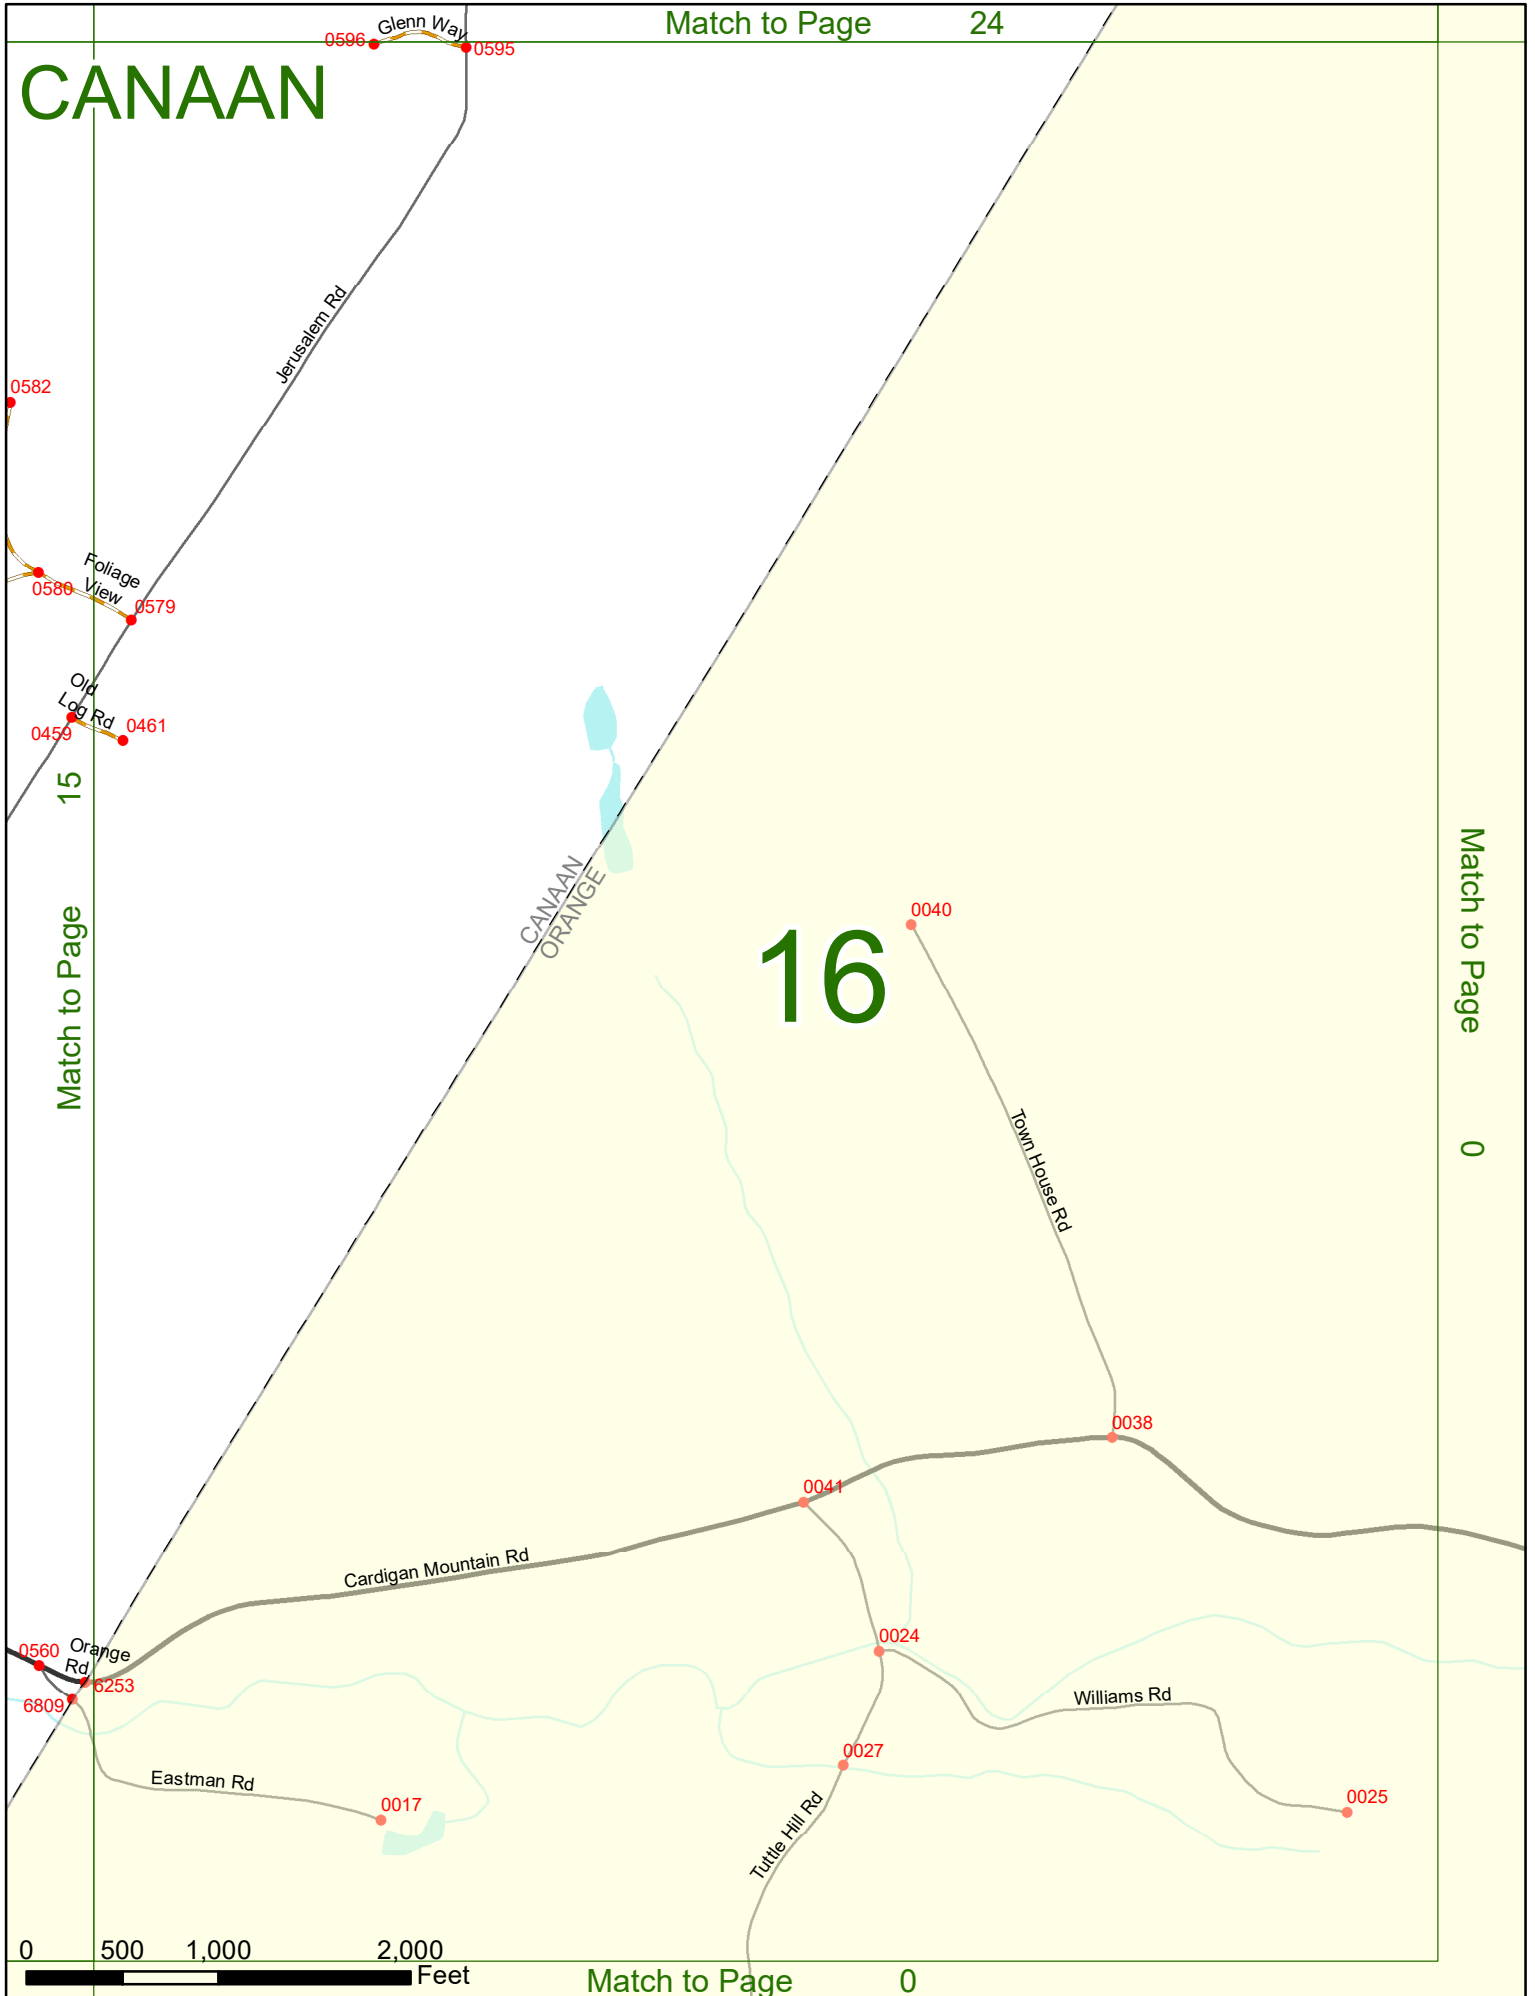 Match to Page 24
Glenn Way
0596
0595
CANAAN
Jerusalem Rd
0582
Foliage
View
0580
0579
Old
Log Rd
0459
0461
Match to Page 15
CANAAN
ORANGE
16
0040
Match to Page 0
Town House Rd
0038
0041
Cardigan Mountain Rd
0560
Orange
Rd
6253
6809
0024
Williams Rd
0027
Eastman Rd
0017
0025
Tuttle Hill Rd
0 500 1,000 2,000
Feet
Match to Page 0